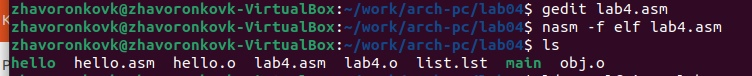 zhavoronkovk@zhavoronkovk-VirtualBox:~/work/arch-pc/lab04$ gedit lab4.asm
zhavoronkovk@zhavoronkovk-VirtualBox:~/work/arch-pc/lab04$ nasm -f elf lab4.asm
zhavoronkovk@zhavoronkovk-VirtualBox:~/work/arch-pc/lab04$ ls
hello  hello.asm  hello.o  lab4.asm  lab4.o  list.lst  main  obj.o